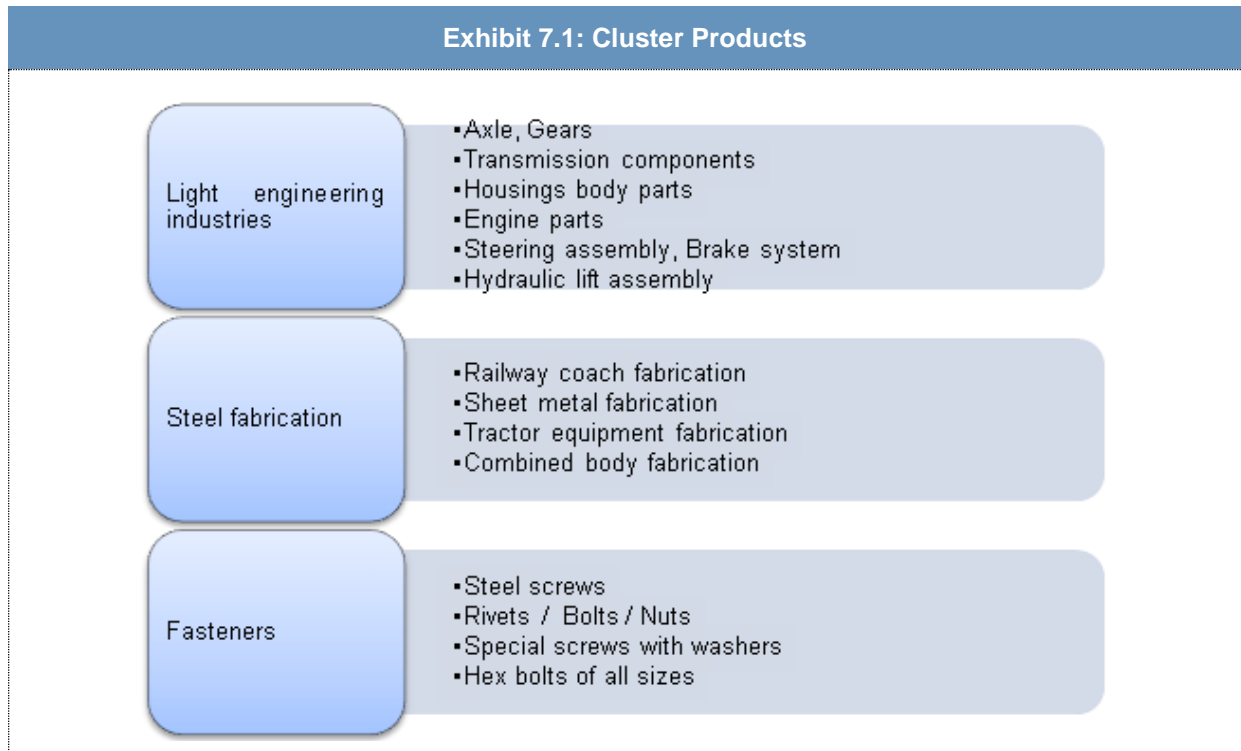 Exhibit 7.1: Cluster Products
Light engineering
industries
▪Axle, Gears
▪Transmission components
▪Housings body parts
▪Engine parts
▪Steering assembly, Brake system
▪Hydraulic lift assembly
Steel fabrication
▪Railway coach fabrication
▪Sheet metal fabrication
▪Tractor equipment fabrication
▪Combined body fabrication
Fasteners
▪Steel screws
▪Rivets / Bolts / Nuts
▪Special screws with washers
▪Hex bolts of all sizes